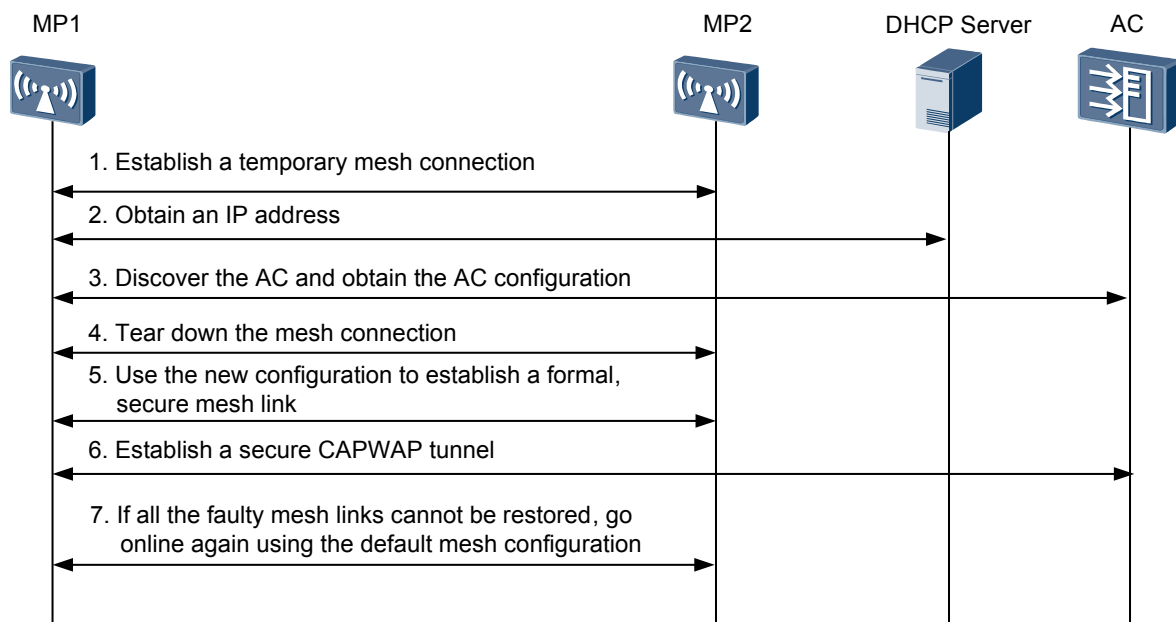 MP1
MP2
DHCP Server
AC
1. Establish a temporary mesh connection
2. Obtain an IP address
3. Discover the AC and obtain the AC configuration
4. Tear down the mesh connection
5. Use the new configuration to establish a formal,
secure mesh link
6. Establish a secure CAPWAP tunnel
7. If all the faulty mesh links cannot be restored, go
online again using the default mesh configuration